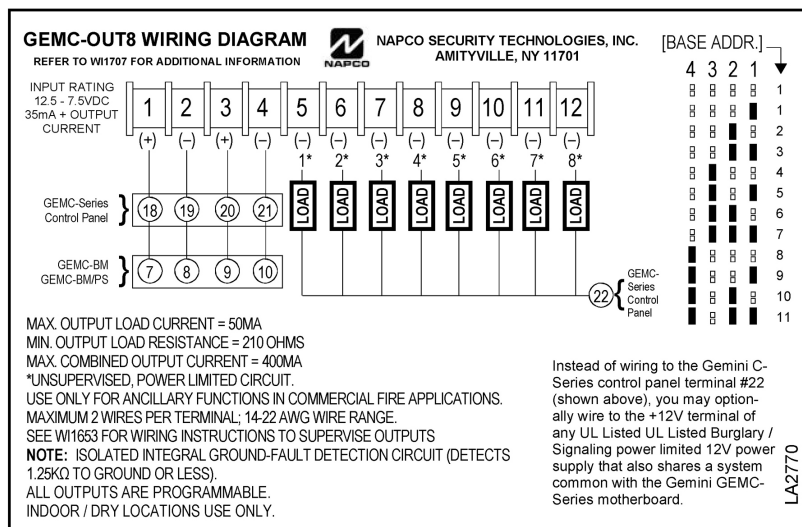 GEMC-OUT8 WIRING DIAGRAM
REFER TO WI1707 FOR ADDITIONAL INFORMATION
NAPCO
NAPCO SECURITY TECHNOLOGIES, INC.
AMITYVILLE, NY 11701
[BASE ADDR.]
4 3 2 1
INPUT RATING
12.5 - 7.5VDC
35mA + OUTPUT
CURRENT
1 2 3 4 5 6 7 8 9 10 11 12
(+) (–) (+) (–) (–) (–) (–) (–) (–) (–) (–) (–)
1* 2* 3* 4* 5* 6* 7* 8*
LOAD LOAD LOAD LOAD LOAD LOAD LOAD LOAD
GEMC-Series
Control Panel
18 19 20 21
GEMC-BM
GEMC-BM/PS
7 8 9 10
22
GEMC-
Series
Control
Panel
1
1
2
3
4
5
6
7
8
9
10
11
MAX. OUTPUT LOAD CURRENT = 50MA
MIN. OUTPUT LOAD RESISTANCE = 210 OHMS
MAX. COMBINED OUTPUT CURRENT = 400MA
*UNSUPERVISED, POWER LIMITED CIRCUIT.
USE ONLY FOR ANCILLARY FUNCTIONS IN COMMERCIAL FIRE APPLICATIONS.
MAXIMUM 2 WIRES PER TERMINAL; 14-22 AWG WIRE RANGE.
SEE WI1653 FOR WIRING INSTRUCTIONS TO SUPERVISE OUTPUTS
NOTE: ISOLATED INTEGRAL GROUND-FAULT DETECTION CIRCUIT (DETECTS
1.25KΩ TO GROUND OR LESS).
ALL OUTPUTS ARE PROGRAMMABLE.
INDOOR / DRY LOCATIONS USE ONLY.
Instead of wiring to the Gemini C-
Series control panel terminal #22
(shown above), you may option-
ally wire to the +12V terminal of
any UL Listed UL Listed Burglary /
Signaling power limited 12V power
supply that also shares a system
common with the Gemini GEMC-
Series motherboard.
LA2770